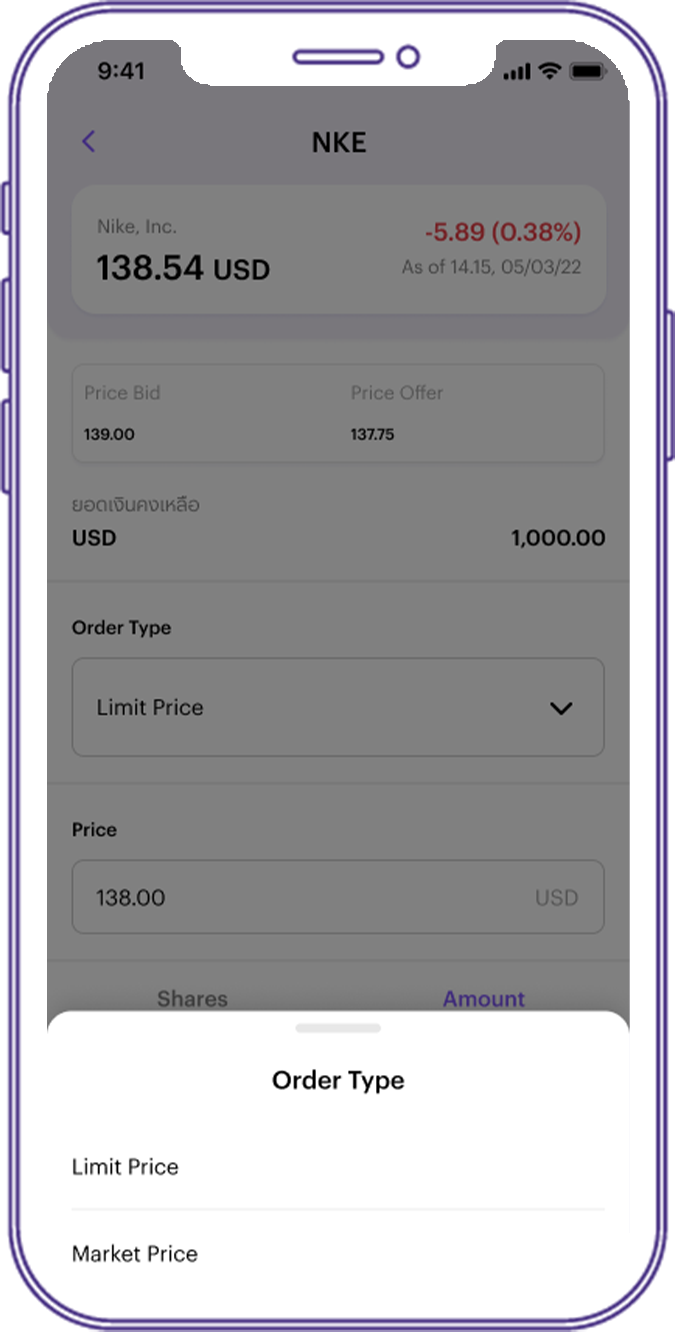 9:41
NKE
Nike, Inc.
-5.89 (0.38%)
138.54 USD
As of 14.15, 05/03/22
Price Bid
Price Offer
139.00
137.75
ยอดเงินคงเหลือ
USD
1,000.00
Order Type
Limit Price
Price
138.00
USD
Shares
Amount
Order Type
Limit Price
Market Price